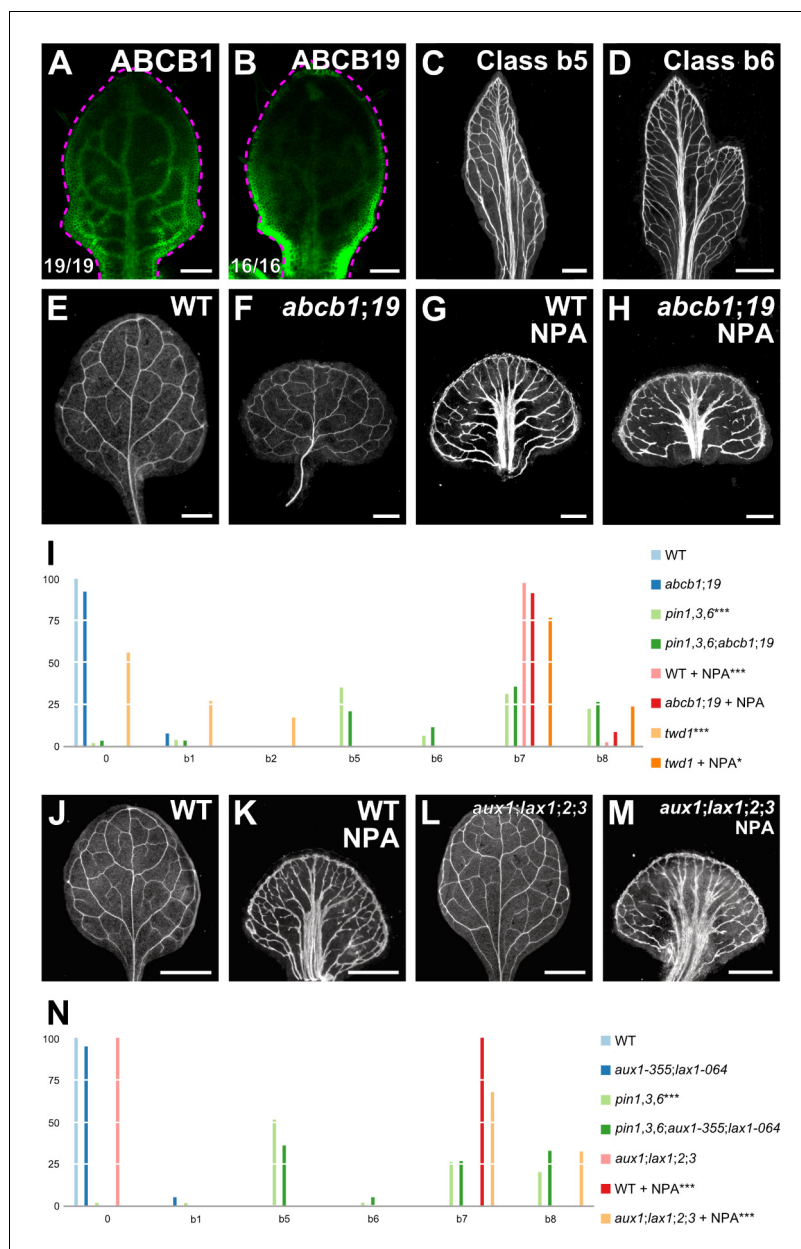 A ABCB1
B ABCB19
C Class b5
D Class b6
19/19
16/16
E WT
F abcb1;19
G WT
NPA
H abcb1;19
NPA
I
100
75
50
25
0
0 b1 b2 b5 b6 b7 b8
WT
abcb1;19
pin1,3,6***
pin1,3,6;abcb1;19
WT + NPA***
abcb1;19 + NPA
twd1***
twd1 + NPA*
J WT
K WT
NPA
L aux1;lax1;2;3
M aux1;lax1;2;3
NPA
N
100
75
50
25
0
0 b1 b5 b6 b7 b8
WT
aux1-355;lax1-064
pin1,3,6***
pin1,3,6;aux1-355;lax1-064
aux1;lax1;2;3
WT + NPA***
aux1;lax1;2;3 + NPA***